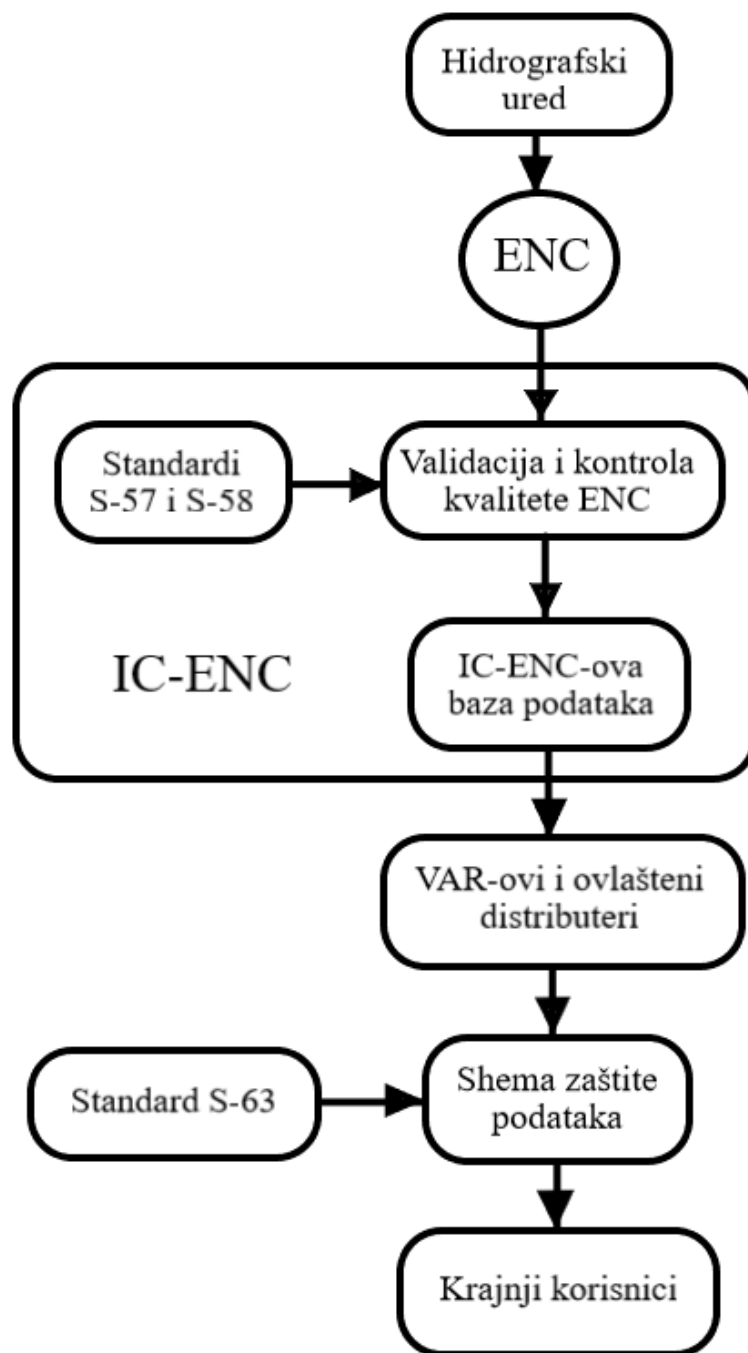 Hidrografski
ured
ENC
Standardi
S-57 i S-58
Validacija i kontrola
kvalitete ENC
IC-ENC
IC-ENC-ova
baza podataka
VAR-ovi i ovlašteni
distributeri
Standard S-63
Shema zaštite
podataka
Krajnji korisnici